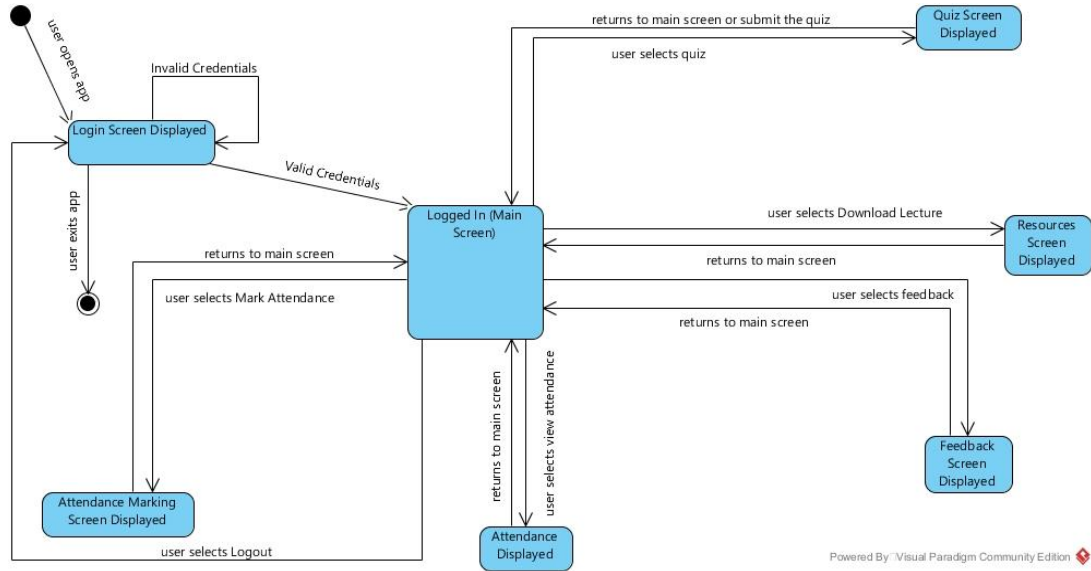 returns to main screen or submit the quiz
Quiz Screen
Displayed
user selects quiz
user opens app
Invalid Credentials
Login Screen Displayed
Valid Credentials
user exits app
Logged In (Main
Screen)
user selects Download Lecture
Resources
Screen
Displayed
returns to main screen
returns to main screen
user selects Mark Attendance
user selects feedback
returns to main screen
returns to main screen
user selects view attendance
Feedback
Screen
Displayed
Attendance Marking
Screen Displayed
Attendance
Displayed
user selects Logout
Powered By Visual Paradigm Community Edition